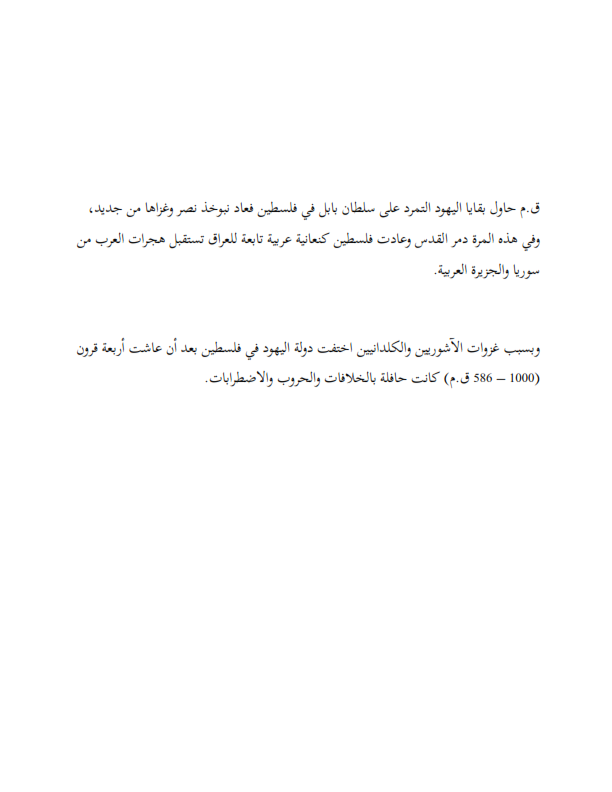 ق.م حاول بقايا اليهود التمرد على سلطان بابل في فلسطين فعاد نبوخذ نصر وغزاها من جديد،
وفي هذه المرة دمر القدس وعادت فلسطين كنعانية عربية تابعة للعراق تستقبل هجرات العرب من
سوريا والجزيرة العربية.
وبسبب غزوات الآشوريين والكلدانيين اختفت دولة اليهود في فلسطين بعد أن عاشت أربعة قرون
(1000 – 586 ق.م) كانت حافلة بالخلافات والحروب والاضطرابات.